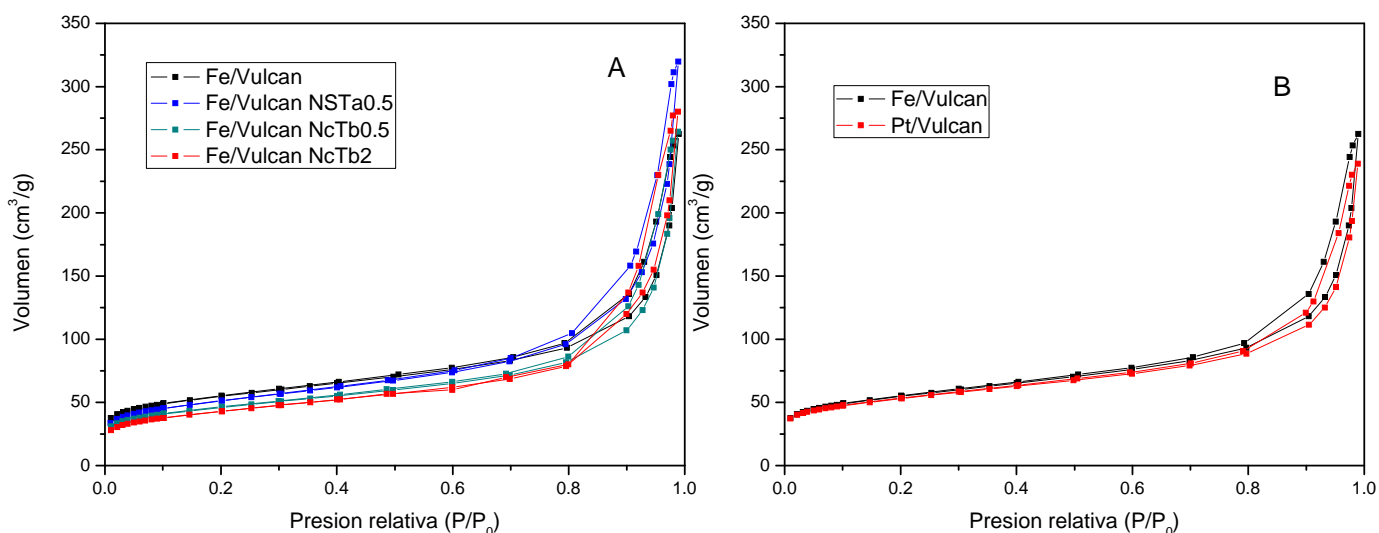 A
Fe/Vulcan
Fe/Vulcan NSTa0.5
Fe/Vulcan NcTb0.5
Fe/Vulcan NcTb2
Volumen (cm³/g)
350
300
250
200
150
100
50
0
0.0 0.2 0.4 0.6 0.8 1.0
Presion relativa (P/P₀)
B
Fe/Vulcan
Pt/Vulcan
Volumen (cm³/g)
350
300
250
200
150
100
50
0
0.0 0.2 0.4 0.6 0.8 1.0
Presion relativa (P/P₀)